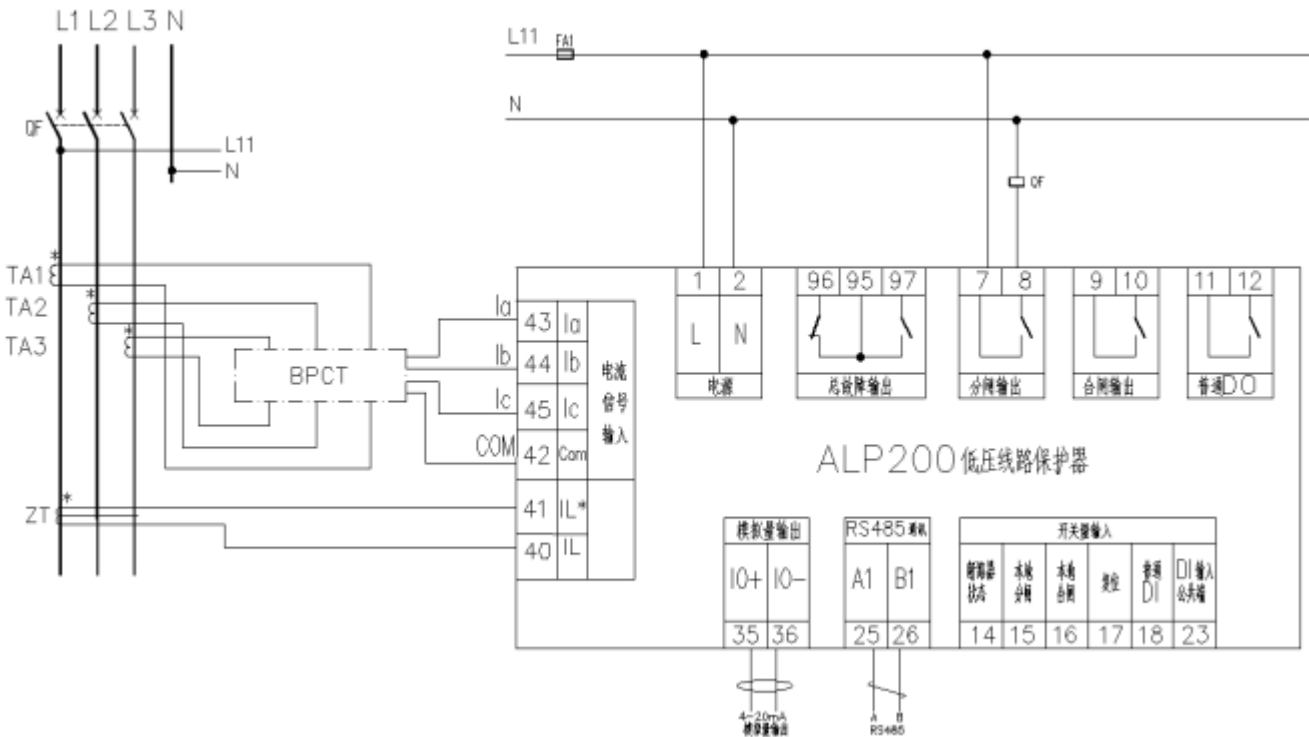 L1 L2 L3 N
L11 FA1
N
QF
L11
N
QF
TA1
TA2
TA3
BPCT
Ia
Ib
Ic
COM
ZT
43 Ia
44 Ib
45 Ic
42 Com
41 IL*
40 IL
电流
信号
输入
1 2
L N
电源
96 95 97
总故障输出
7 8
分闸输出
9 10
合闸输出
11 12
普通DO
ALP200低压线路保护器
模拟量输出
IO+ IO-
35 36
4-20mA
模拟量输出
RS485通讯
A1 B1
25 26
A B
RS485
开关量输入
断路器状态 本地分闸 本地合闸 复位 普通DI DI输入公共端
14 15 16 17 18 23